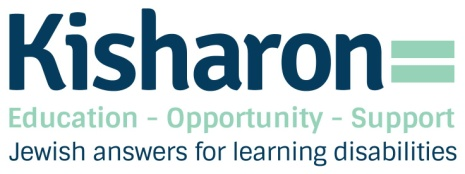 Kisharon=
Education - Opportunity - Support
Jewish answers for learning disabilities